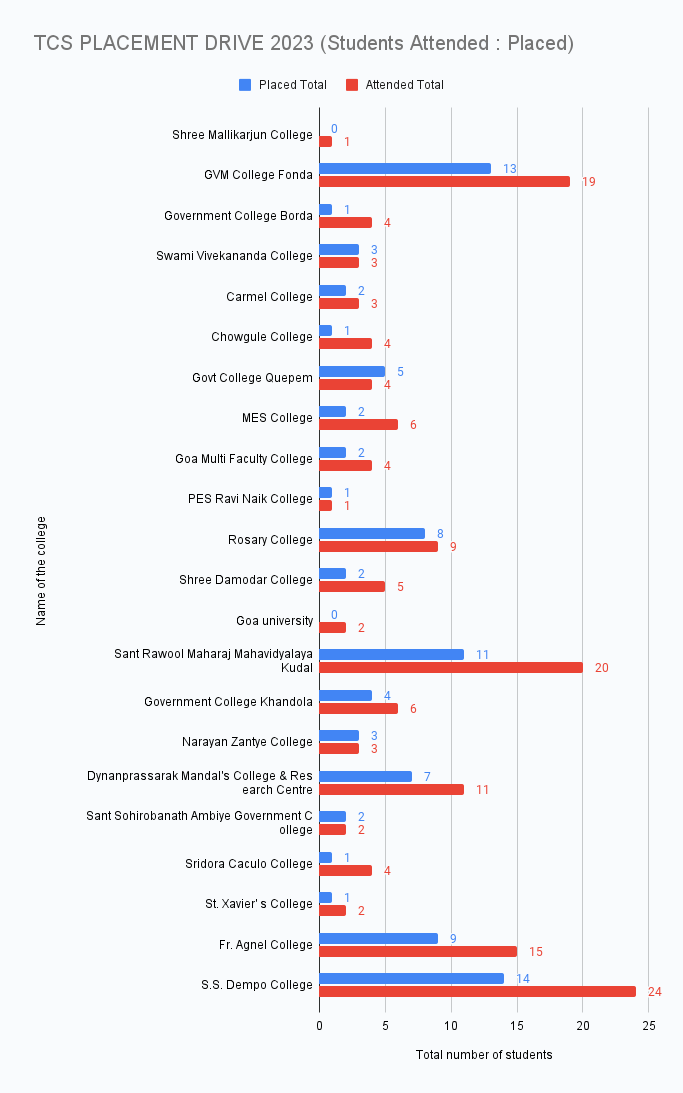 TCS PLACEMENT DRIVE 2023 (Students Attended : Placed)
Placed Total
Attended Total
Shree Mallikarjun College
0
1
GVM College Fonda
13
19
Government College Borda
1
4
Swami Vivekananda College
3
3
Carmel College
2
3
Chowgule College
1
4
Govt College Quepem
5
4
MES College
2
6
Goa Multi Faculty College
2
4
PES Ravi Naik College
1
1
Rosary College
8
9
Shree Damodar College
2
5
Goa university
0
2
Sant Rawool Maharaj Mahavidyalaya
Kudal
11
20
Government College Khandola
4
6
Narayan Zantye College
3
3
Dynanprassarak Mandal's College & Res
earch Centre
7
11
Sant Sohirobanath Ambiye Government C
ollege
2
2
Sridora Caculo College
1
4
St. Xavier' s College
1
2
Fr. Agnel College
9
15
S.S. Dempo College
14
24
0 5 10 15 20 25
Total number of students
Name of the college